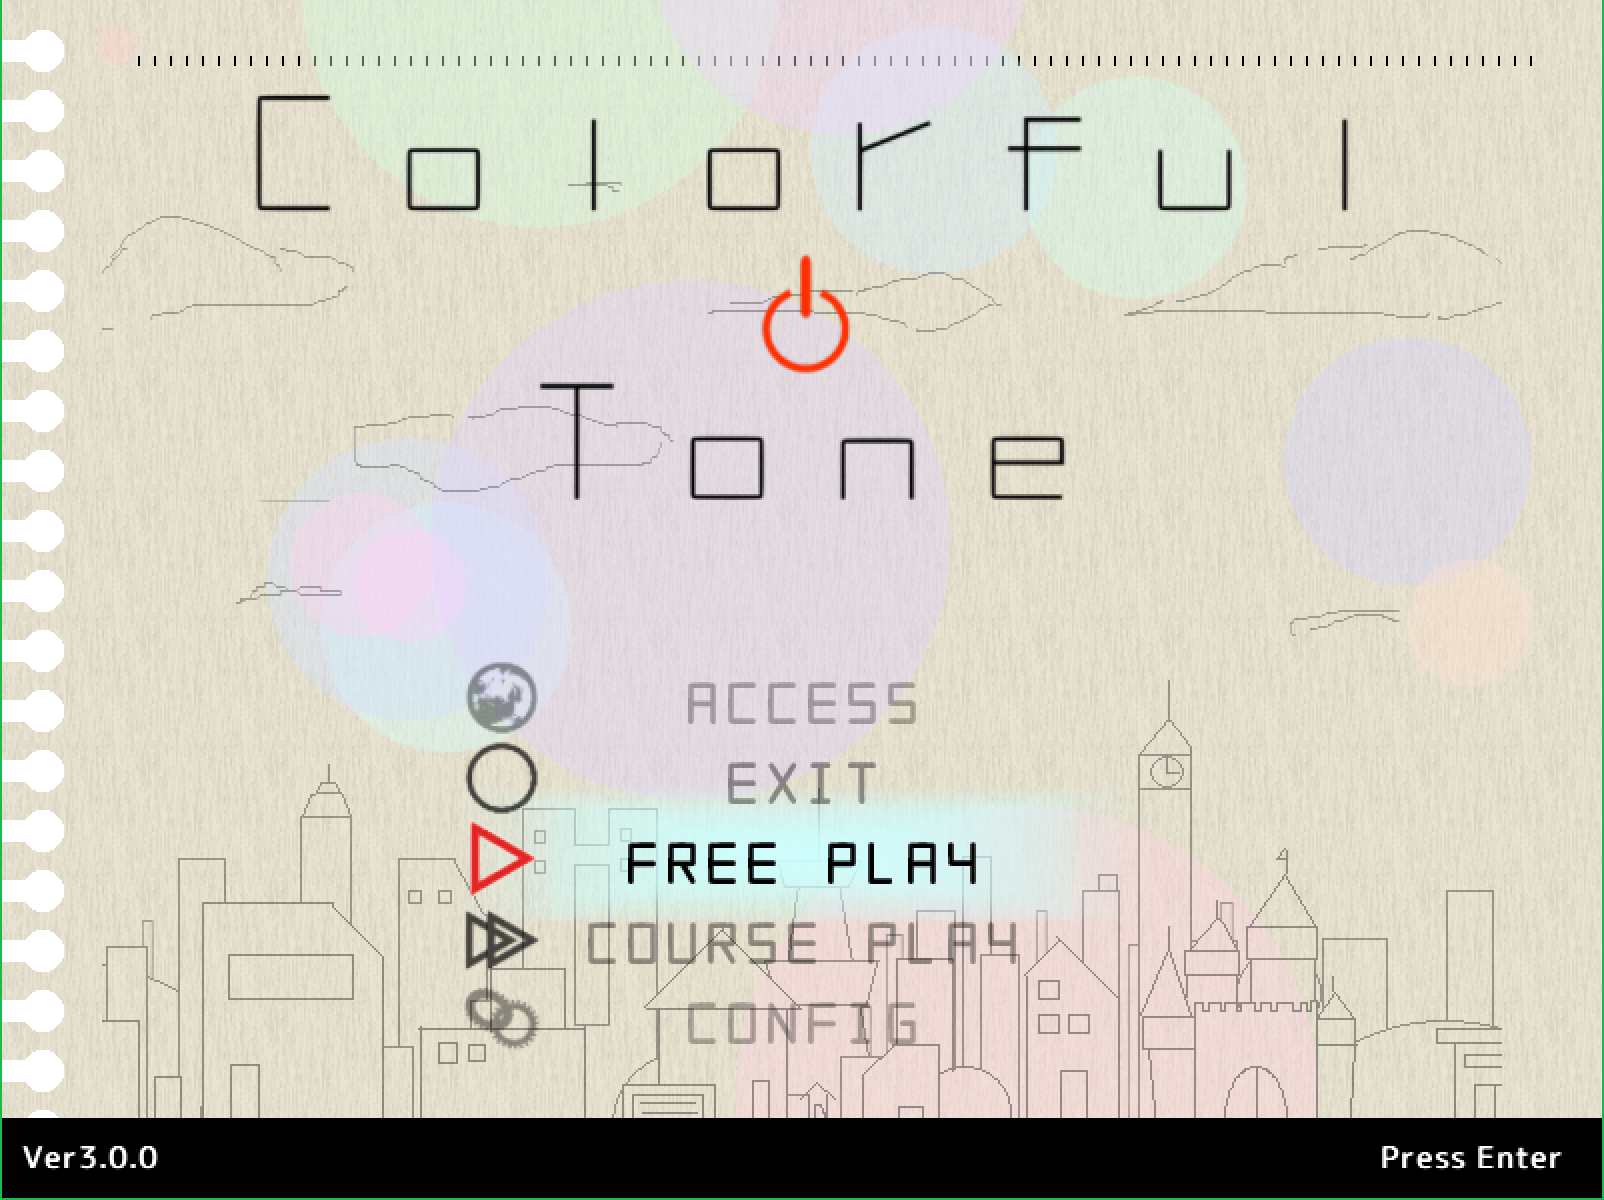 Colorful
Tone
ACCESS
EXIT
FREE PLAY
COURSE PLAY
CONFIG
Ver3.0.0
Press Enter